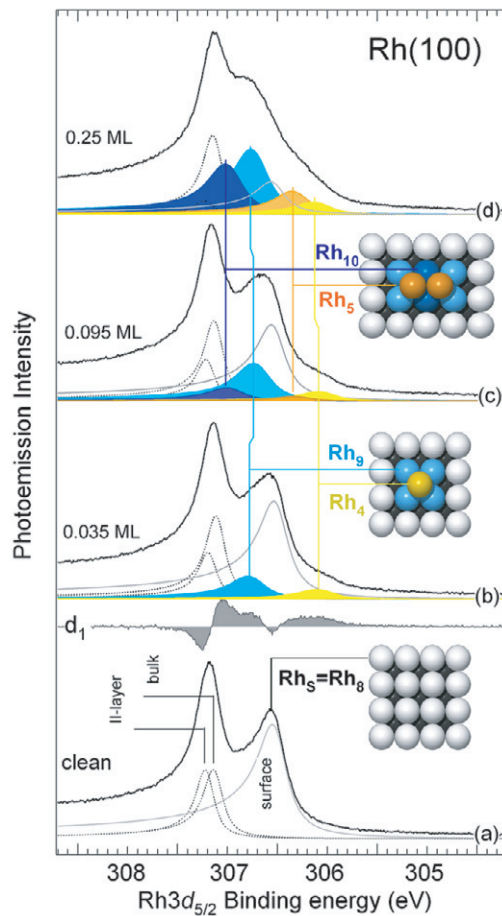 Rh(100)
0.25 ML
(d)
Rh₁₀
Rh₅
0.095 ML
(c)
Rh₉
Rh₄
0.035 ML
(b)
d₁
Rh_S=Rh₈
bulk
II-layer
clean
surface
(a)
308 307 306 305
Rh3d₅/₂ Binding energy (eV)
Photoemission Intensity